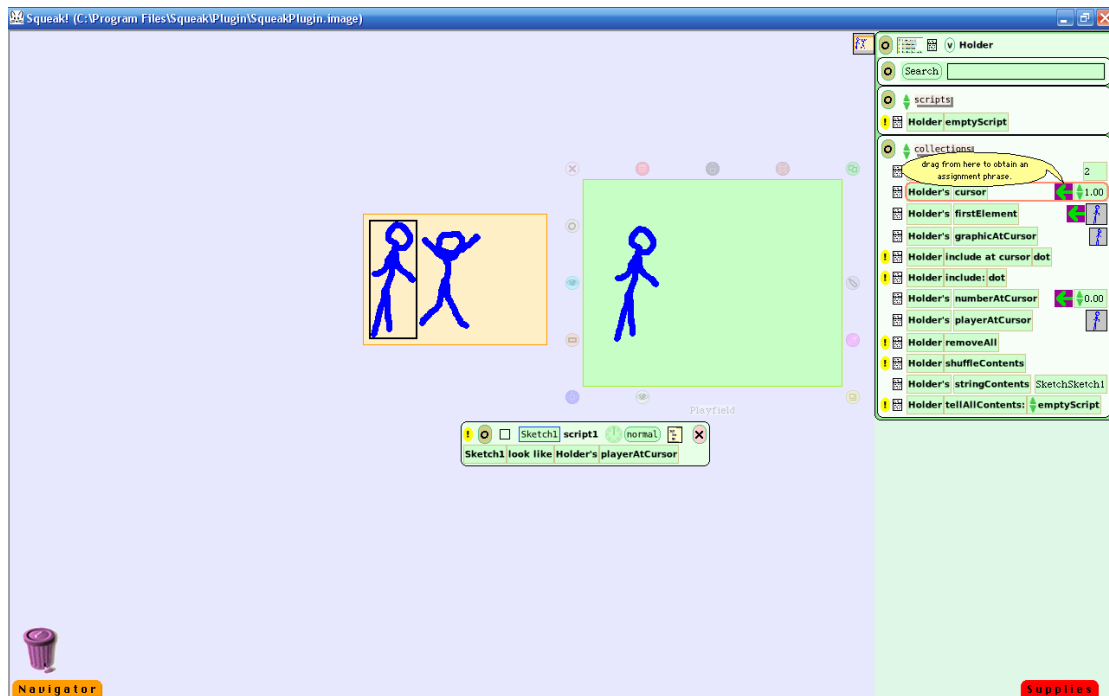 Squeak! (C:\Program Files\Squeak\Plugin\SqueakPlugin.image)
v Holder
Search
scripts
! Holder emptyScript
collections
drag from here to obtain an
assignment phrase.
2
Holder's cursor 1.00
Holder's firstElement
Holder's graphicAtCursor
! Holder include at cursor dot
! Holder include: dot
Holder's numberAtCursor 0.00
Holder's playerAtCursor
! Holder removeAll
! Holder shuffleContents
Holder's stringContents SketchSketch1
! Holder tellAllContents: emptyScript
Playfield
! Sketch1 script1 normal
Sketch1 look like Holder's playerAtCursor
Navigator
Supplies